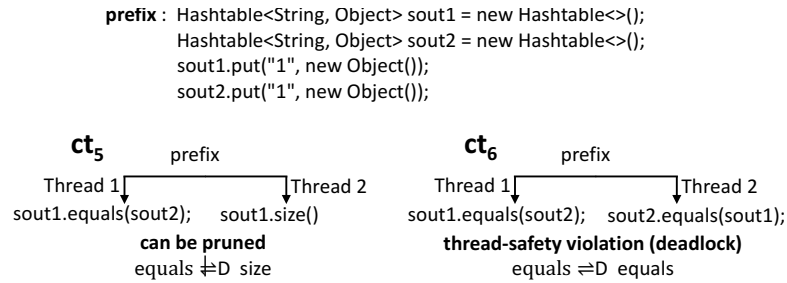 prefix : Hashtable<String, Object> sout1 = new Hashtable<>();
Hashtable<String, Object> sout2 = new Hashtable<>();
sout1.put("1", new Object());
sout2.put("1", new Object());
ct5 prefix
Thread 1 Thread 2
sout1.equals(sout2); sout1.size()
can be pruned
equals ⇌̸D size
ct6 prefix
Thread 1 Thread 2
sout1.equals(sout2); sout2.equals(sout1);
thread-safety violation (deadlock)
equals ⇌D equals